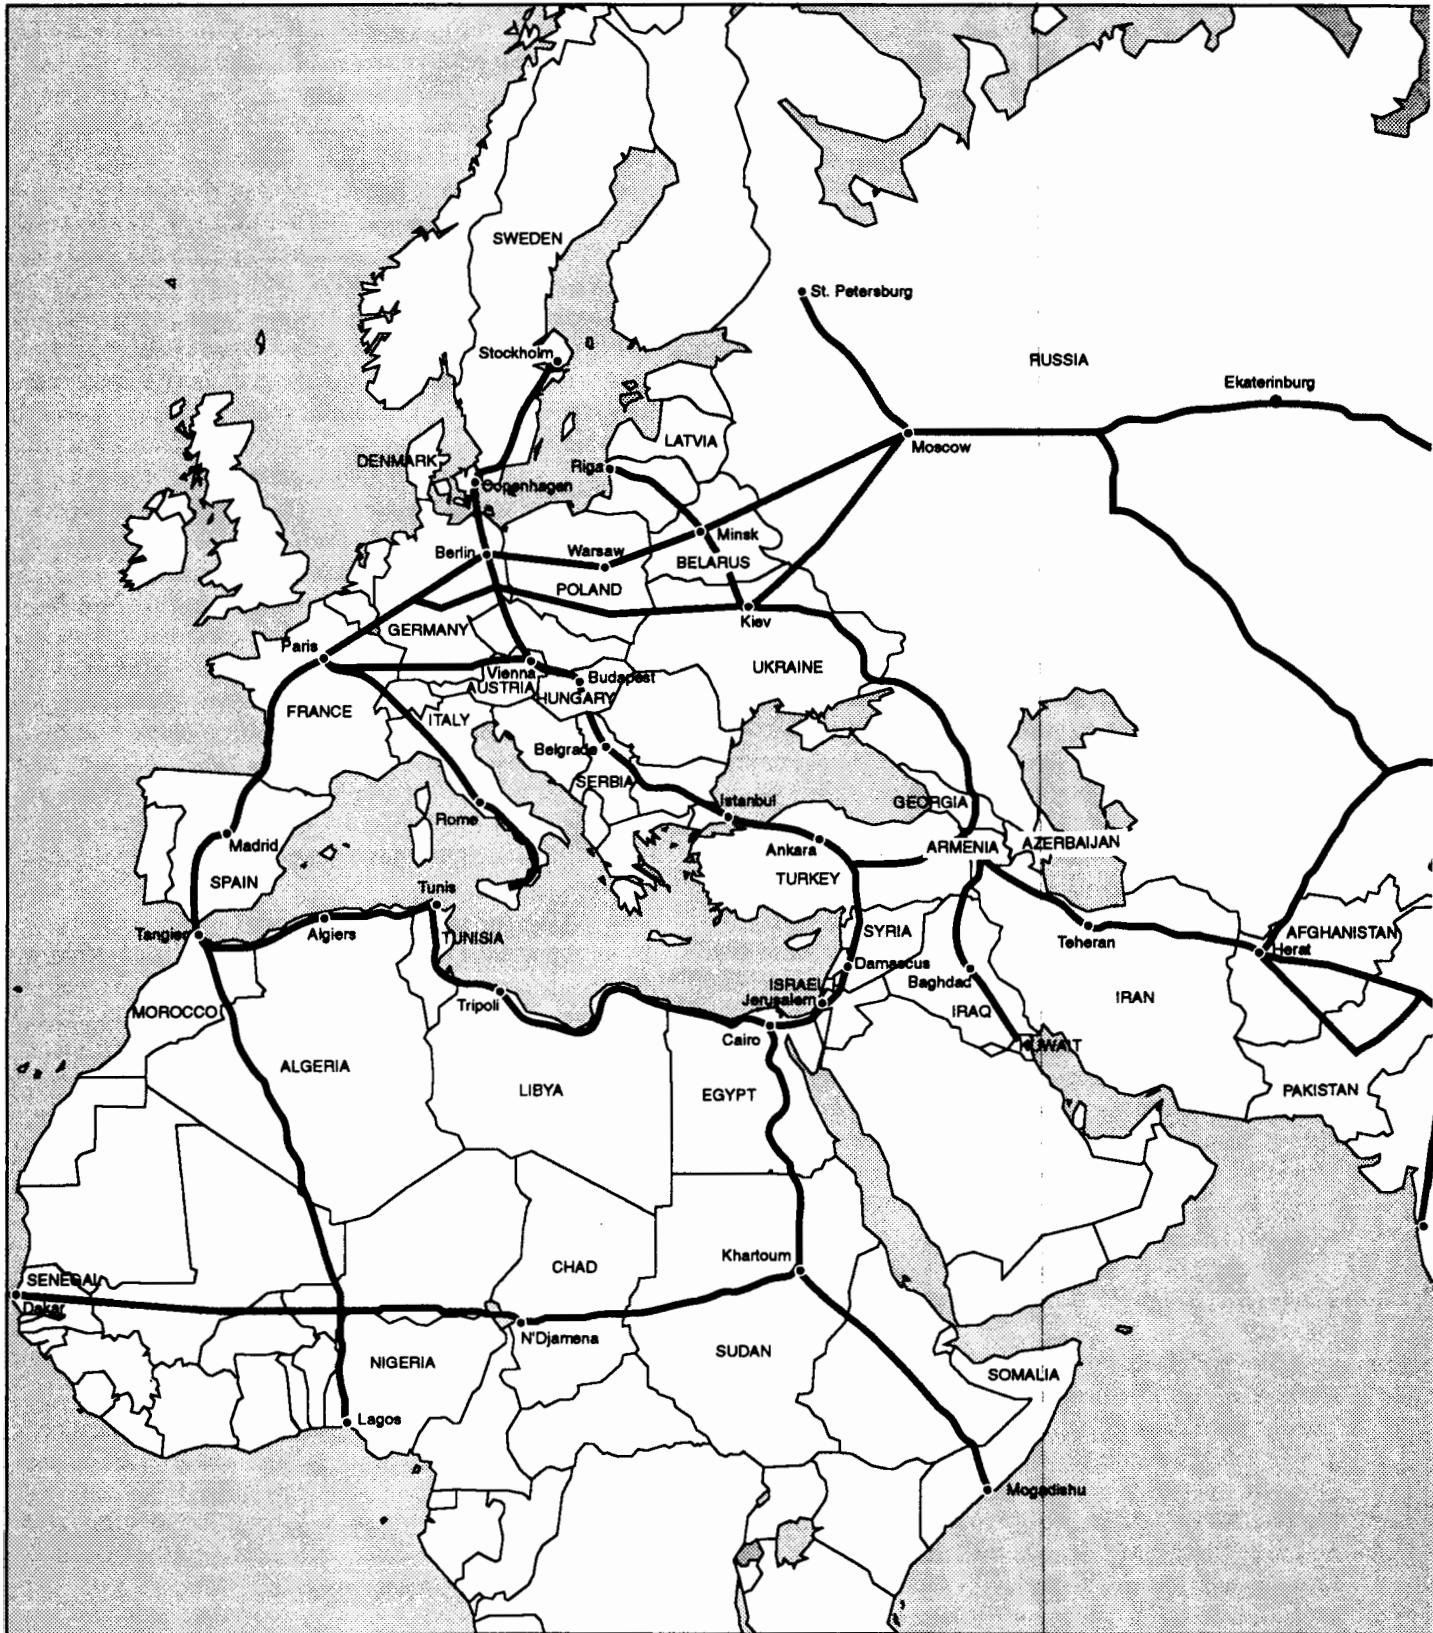 SWEDEN
St. Petersburg
Stockholm
RUSSIA
Ekaterinburg
LATVIA
Moscow
DENMARK
Riga
Copenhagen
Minsk
Berlin
Warsaw
BELARUS
POLAND
Kiev
GERMANY
Paris
UKRAINE
Vienna
Budapest
AUSTRIA
HUNGARY
FRANCE
ITALY
Belgrade
SERBIA
Istanbul
GEORGIA
Rome
Madrid
Ankara
ARMENIA
AZERBAIJAN
TURKEY
SPAIN
Tunis
Tangier
Algiers
TUNISIA
SYRIA
Teheran
AFGHANISTAN
Herat
Damascus
ISRAEL
Baghdad
Jerusalem
Tripoli
IRAN
MOROCCO
IRAQ
Cairo
KUWAIT
ALGERIA
LIBYA
EGYPT
PAKISTAN
Khartoum
CHAD
SENEGAL
Dakar
N'Djamena
SUDAN
NIGERIA
SOMALIA
Lagos
Mogadishu